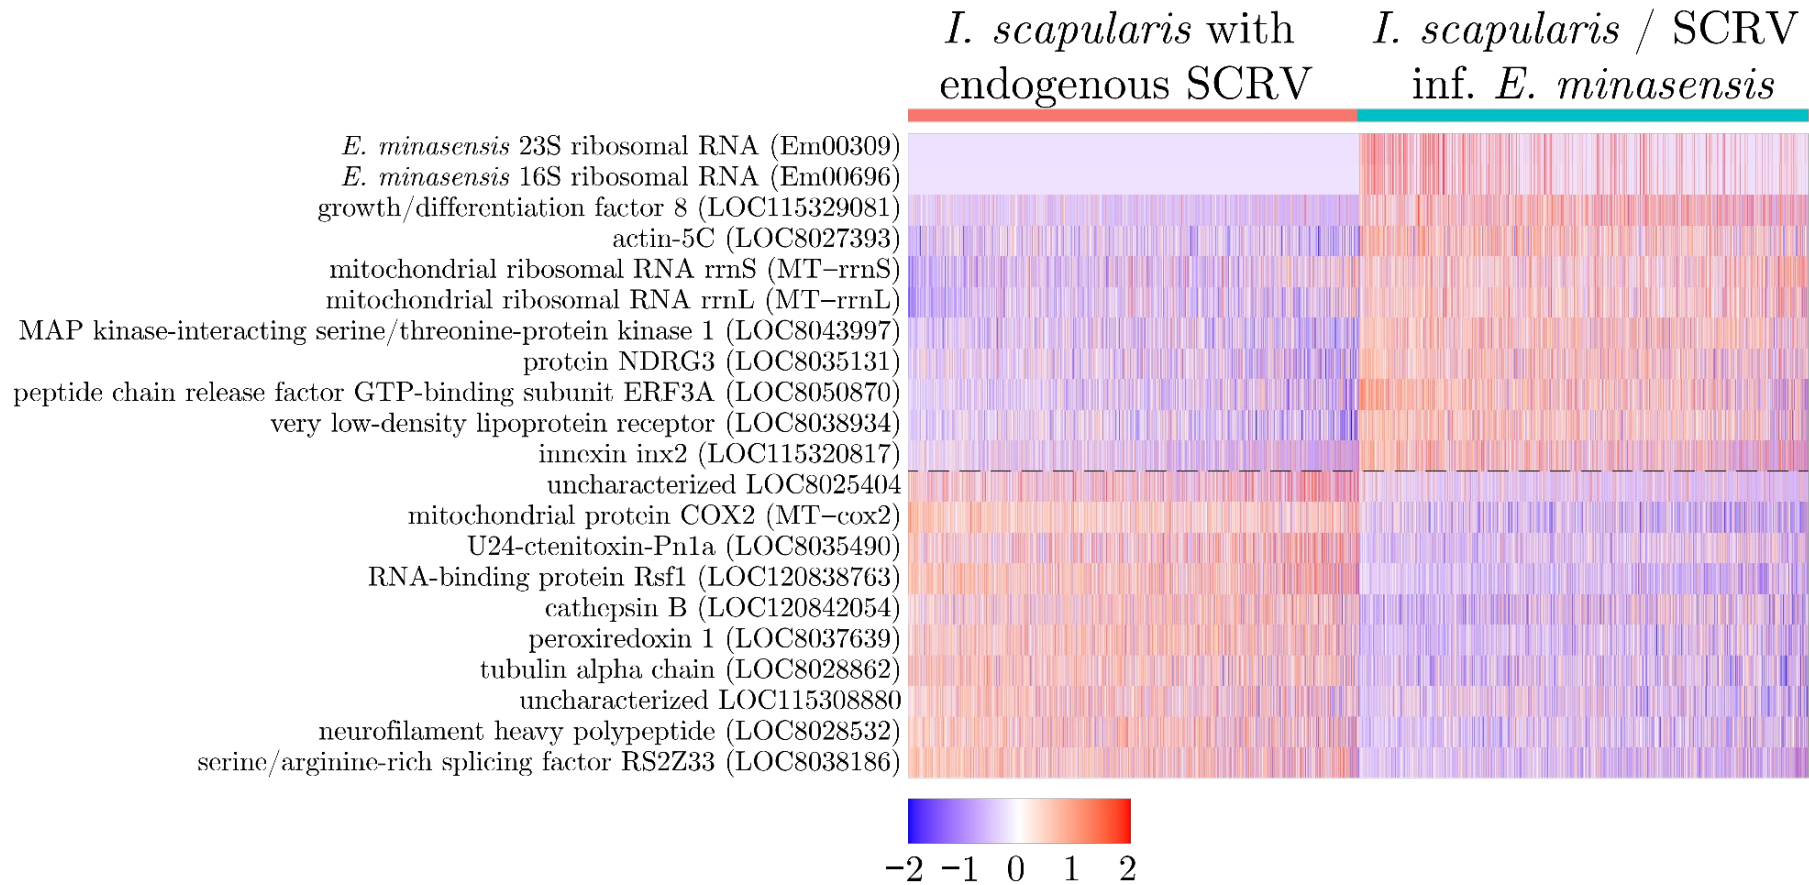 I. scapularis with
endogenous SCRV
I. scapularis / SCRV
inf. E. minasensis
E. minasensis 23S ribosomal RNA (Em00309)
E. minasensis 16S ribosomal RNA (Em00696)
growth/differentiation factor 8 (LOC115329081)
actin-5C (LOC8027393)
mitochondrial ribosomal RNA rrnS (MT−rrnS)
mitochondrial ribosomal RNA rrnL (MT−rrnL)
MAP kinase-interacting serine/threonine-protein kinase 1 (LOC8043997)
protein NDRG3 (LOC8035131)
peptide chain release factor GTP-binding subunit ERF3A (LOC8050870)
very low-density lipoprotein receptor (LOC8038934)
innexin inx2 (LOC115320817)
uncharacterized LOC8025404
mitochondrial protein COX2 (MT−cox2)
U24-ctenitoxin-Pn1a (LOC8035490)
RNA-binding protein Rsf1 (LOC120838763)
cathepsin B (LOC120842054)
peroxiredoxin 1 (LOC8037639)
tubulin alpha chain (LOC8028862)
uncharacterized LOC115308880
neurofilament heavy polypeptide (LOC8028532)
serine/arginine-rich splicing factor RS2Z33 (LOC8038186)
−2 −1 0 1 2